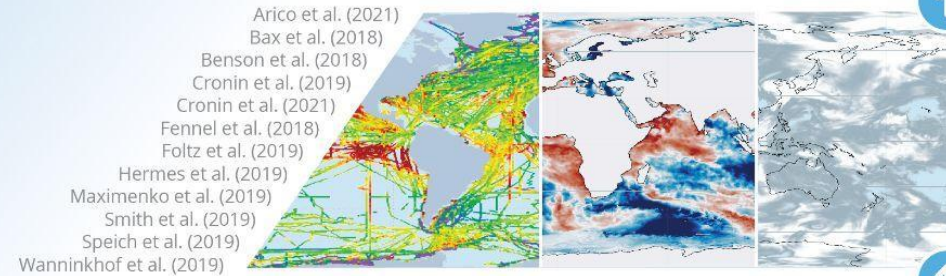 Arico et al. (2021)
Bax et al. (2018)
Benson et al. (2018)
Cronin et al. (2019)
Cronin et al. (2021)
Fennel et al. (2018)
Foltz et al. (2019)
Hermes et al. (2019)
Maximenko et al. (2019)
Smith et al. (2019)
Speich et al. (2019)
Wanninkhof et al. (2019)